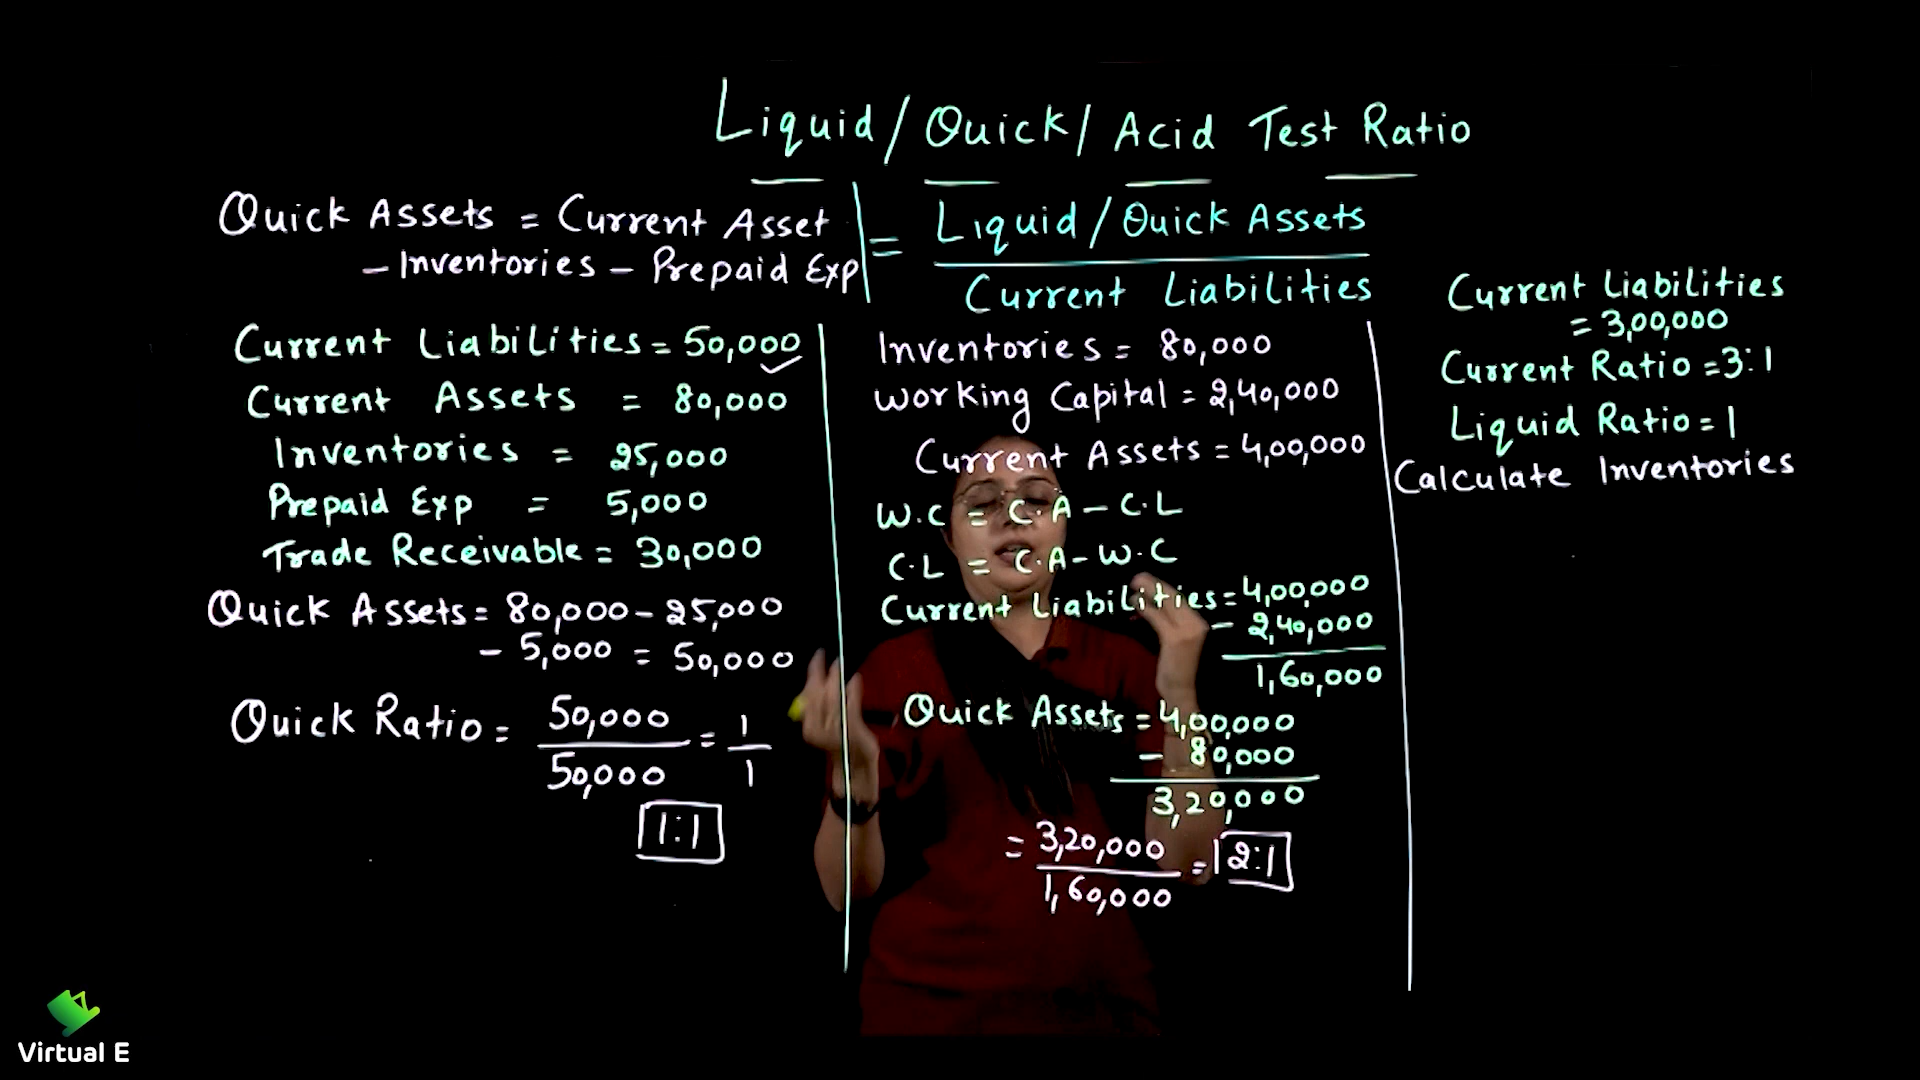 Liquid/Quick/Acid Test Ratio
Quick Assets = Current Asset
- Inventories - Prepaid Exp
= Liquid/Quick Assets
Current Liabilities
Current Liabilities = 50,000
Current Assets = 80,000
Inventories = 25,000
Prepaid Exp = 5,000
Trade Receivable = 30,000
Quick Assets = 80,000 - 25,000
- 5,000 = 50,000
Quick Ratio = 50,000 = 1
50,000 1
1:1
Inventories = 80,000
Working Capital = 2,40,000
Current Assets = 4,00,000
W.C = C.A - C.L
C.L = C.A - W.C
Current Liabilities = 4,00,000
- 2,40,000
1,60,000
Quick Assets = 4,00,000
- 80,000
3,20,000
= 3,20,000 = 2:1
1,60,000
Current Liabilities
= 3,00,000
Current Ratio = 3:1
Liquid Ratio = 1
Calculate Inventories
Virtual E